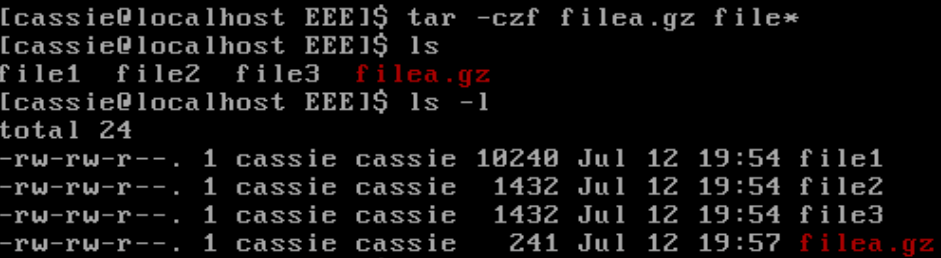 [cassie@localhost EEE]$ tar -czf filea.gz file*
[cassie@localhost EEE]$ ls
file1  file2  file3  filea.gz
[cassie@localhost EEE]$ ls -l
total 24
-rw-rw-r--. 1 cassie cassie 10240 Jul 12 19:54 file1
-rw-rw-r--. 1 cassie cassie  1432 Jul 12 19:54 file2
-rw-rw-r--. 1 cassie cassie  1432 Jul 12 19:54 file3
-rw-rw-r--. 1 cassie cassie   241 Jul 12 19:57 filea.gz